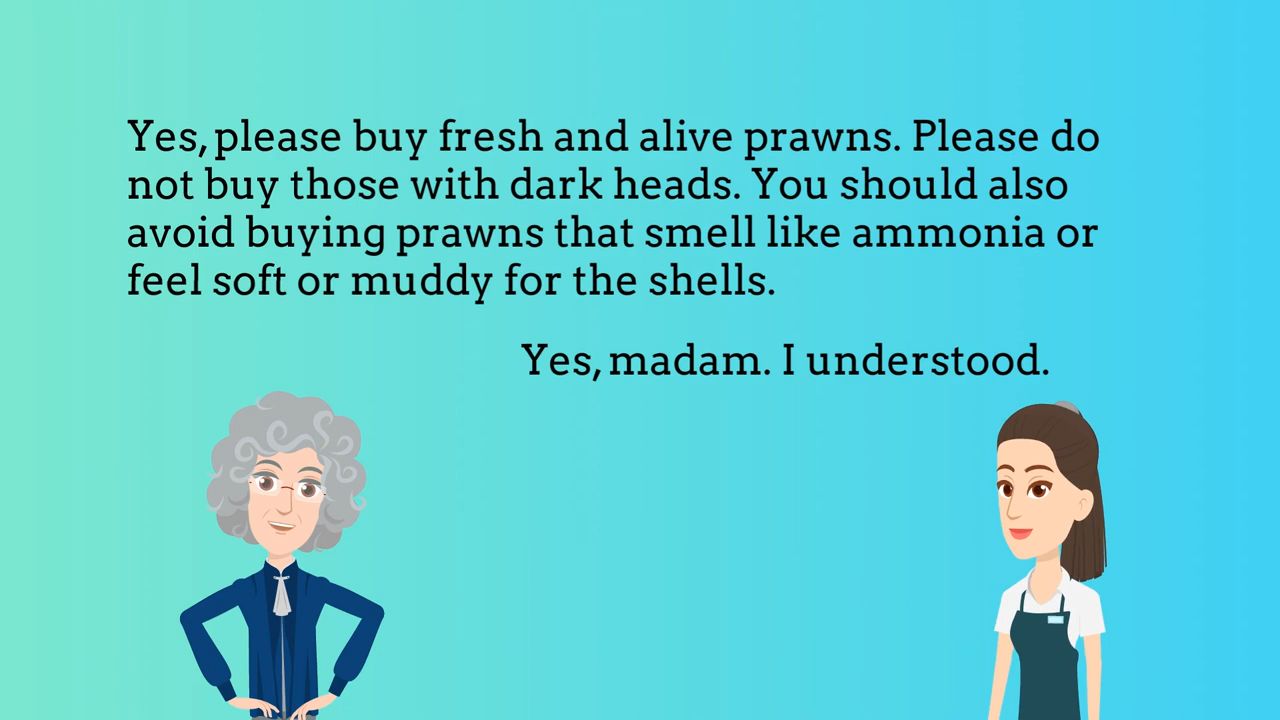 Yes, please buy fresh and alive prawns. Please do
not buy those with dark heads. You should also
avoid buying prawns that smell like ammonia or
feel soft or muddy for the shells.
Yes, madam. I understood.